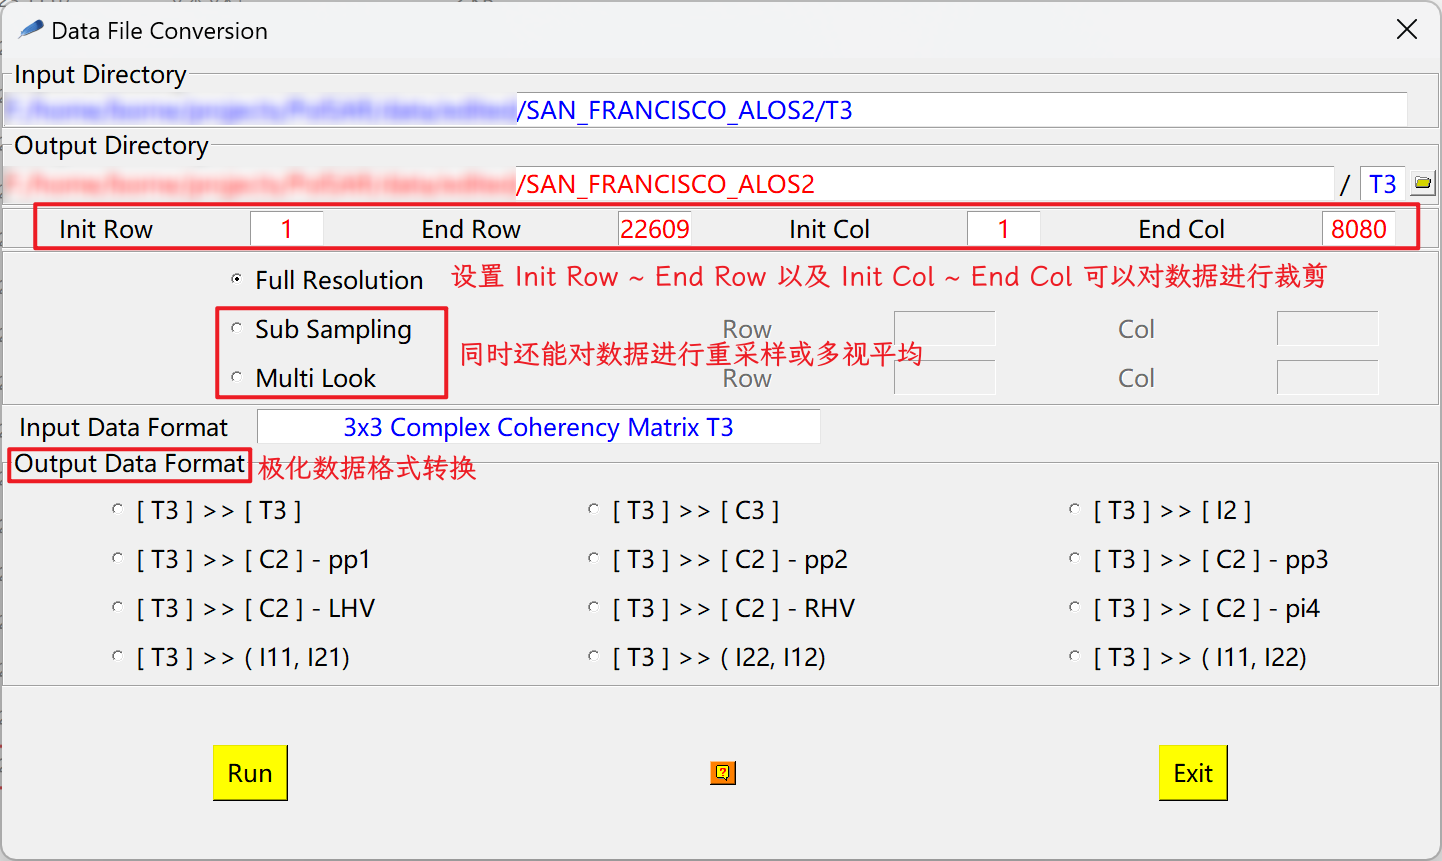 Data File Conversion
Input Directory
/SAN_FRANCISCO_ALOS2/T3
Output Directory
/SAN_FRANCISCO_ALOS2 / T3
Init Row 1 End Row 22609 Init Col 1 End Col 8080
Full Resolution 设置 Init Row ~ End Row 以及 Init Col ~ End Col 可以对数据进行裁剪
Sub Sampling Row Col
同时还能对数据进行重采样或多视平均
Multi Look Row Col
Input Data Format 3x3 Complex Coherency Matrix T3
Output Data Format 极化数据格式转换
[ T3 ] >> [ T3 ] [ T3 ] >> [ C3 ] [ T3 ] >> [ I2 ]
[ T3 ] >> [ C2 ] - pp1 [ T3 ] >> [ C2 ] - pp2 [ T3 ] >> [ C2 ] - pp3
[ T3 ] >> [ C2 ] - LHV [ T3 ] >> [ C2 ] - RHV [ T3 ] >> [ C2 ] - pi4
[ T3 ] >> ( I11, I21) [ T3 ] >> ( I22, I12) [ T3 ] >> ( I11, I22)
Run ? Exit